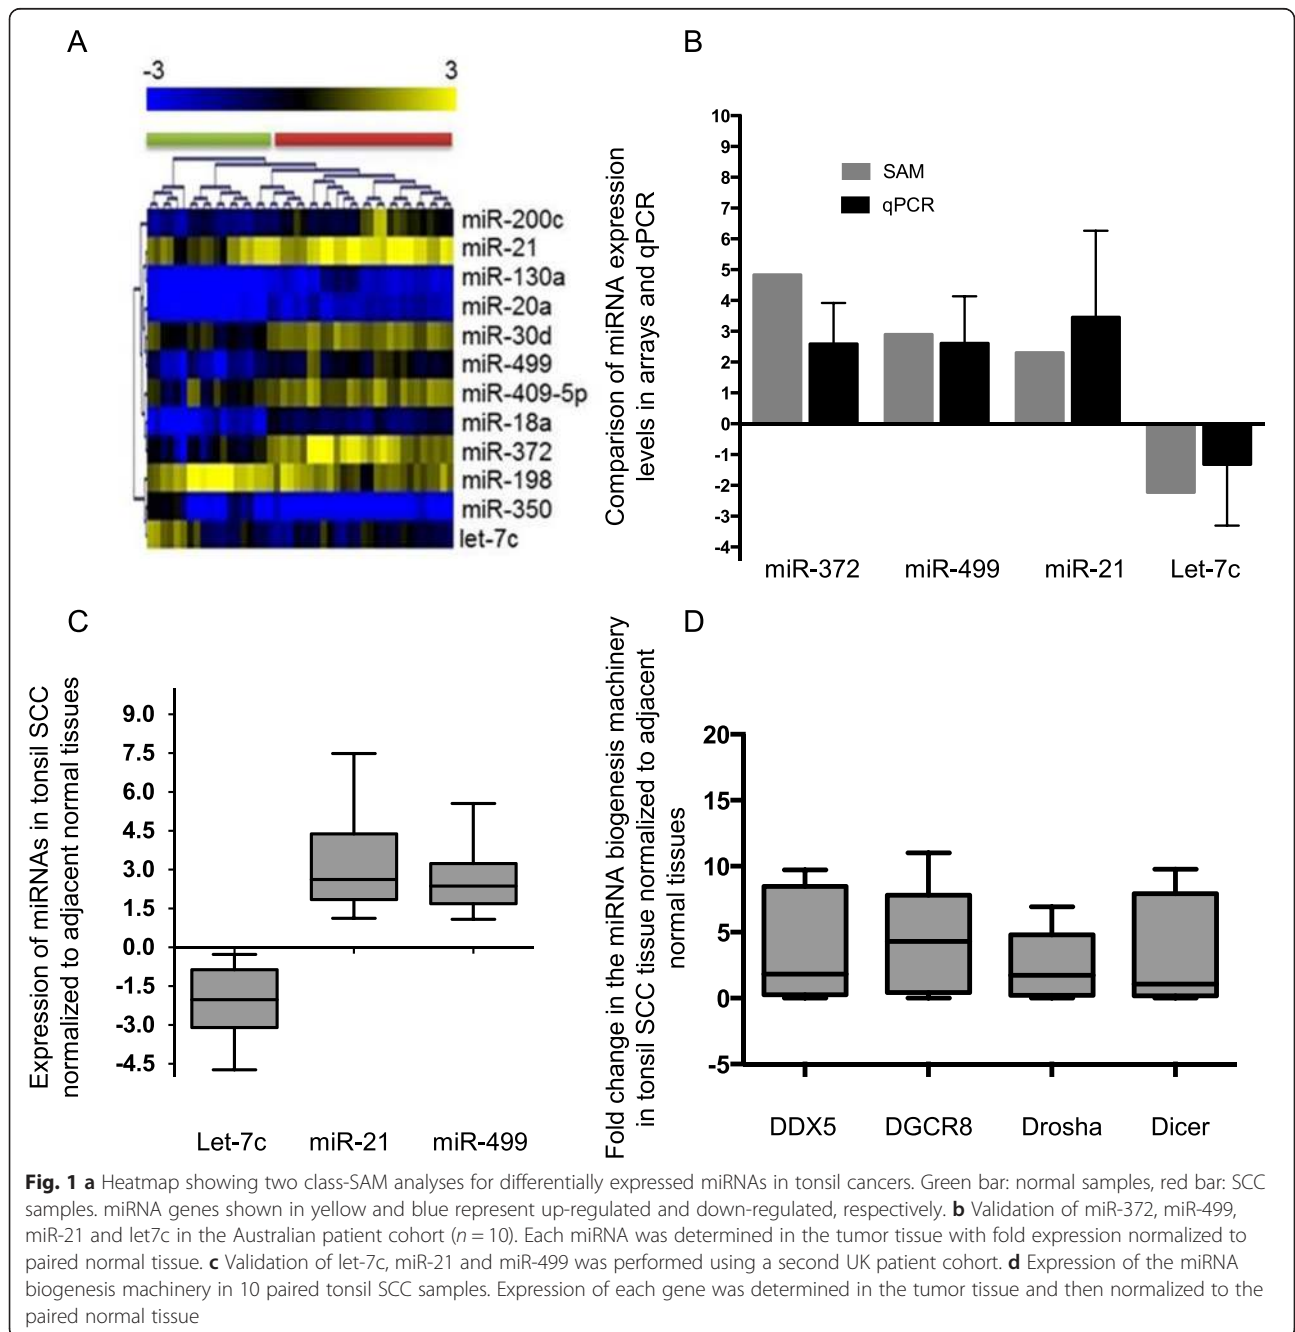 A
-3 3
miR-200c
miR-21
miR-130a
miR-20a
miR-30d
miR-499
miR-409-5p
miR-18a
miR-372
miR-198
miR-350
let-7c
B
Comparison of miRNA expression
levels in arrays and qPCR
10
9
8
7
6
5
4
3
2
1
0
-1
-2
-3
-4
SAM
qPCR
miR-372 miR-499 miR-21 Let-7c
C
Expression of miRNAs in tonsil SCC
normalized to adjacent normal tissues
9.0
7.5
6.0
4.5
3.0
1.5
0.0
-1.5
-3.0
-4.5
Let-7c miR-21 miR-499
D
Fold change in the miRNA biogenesis machinery
in tonsil SCC tissue normalized to adjacent
normal tissues
20
15
10
5
0
-5
DDX5 DGCR8 Drosha Dicer
Fig. 1 a Heatmap showing two class-SAM analyses for differentially expressed miRNAs in tonsil cancers. Green bar: normal samples, red bar: SCC
samples. miRNA genes shown in yellow and blue represent up-regulated and down-regulated, respectively. b Validation of miR-372, miR-499,
miR-21 and let7c in the Australian patient cohort (n = 10). Each miRNA was determined in the tumor tissue with fold expression normalized to
paired normal tissue. c Validation of let-7c, miR-21 and miR-499 was performed using a second UK patient cohort. d Expression of the miRNA
biogenesis machinery in 10 paired tonsil SCC samples. Expression of each gene was determined in the tumor tissue and then normalized to the
paired normal tissue